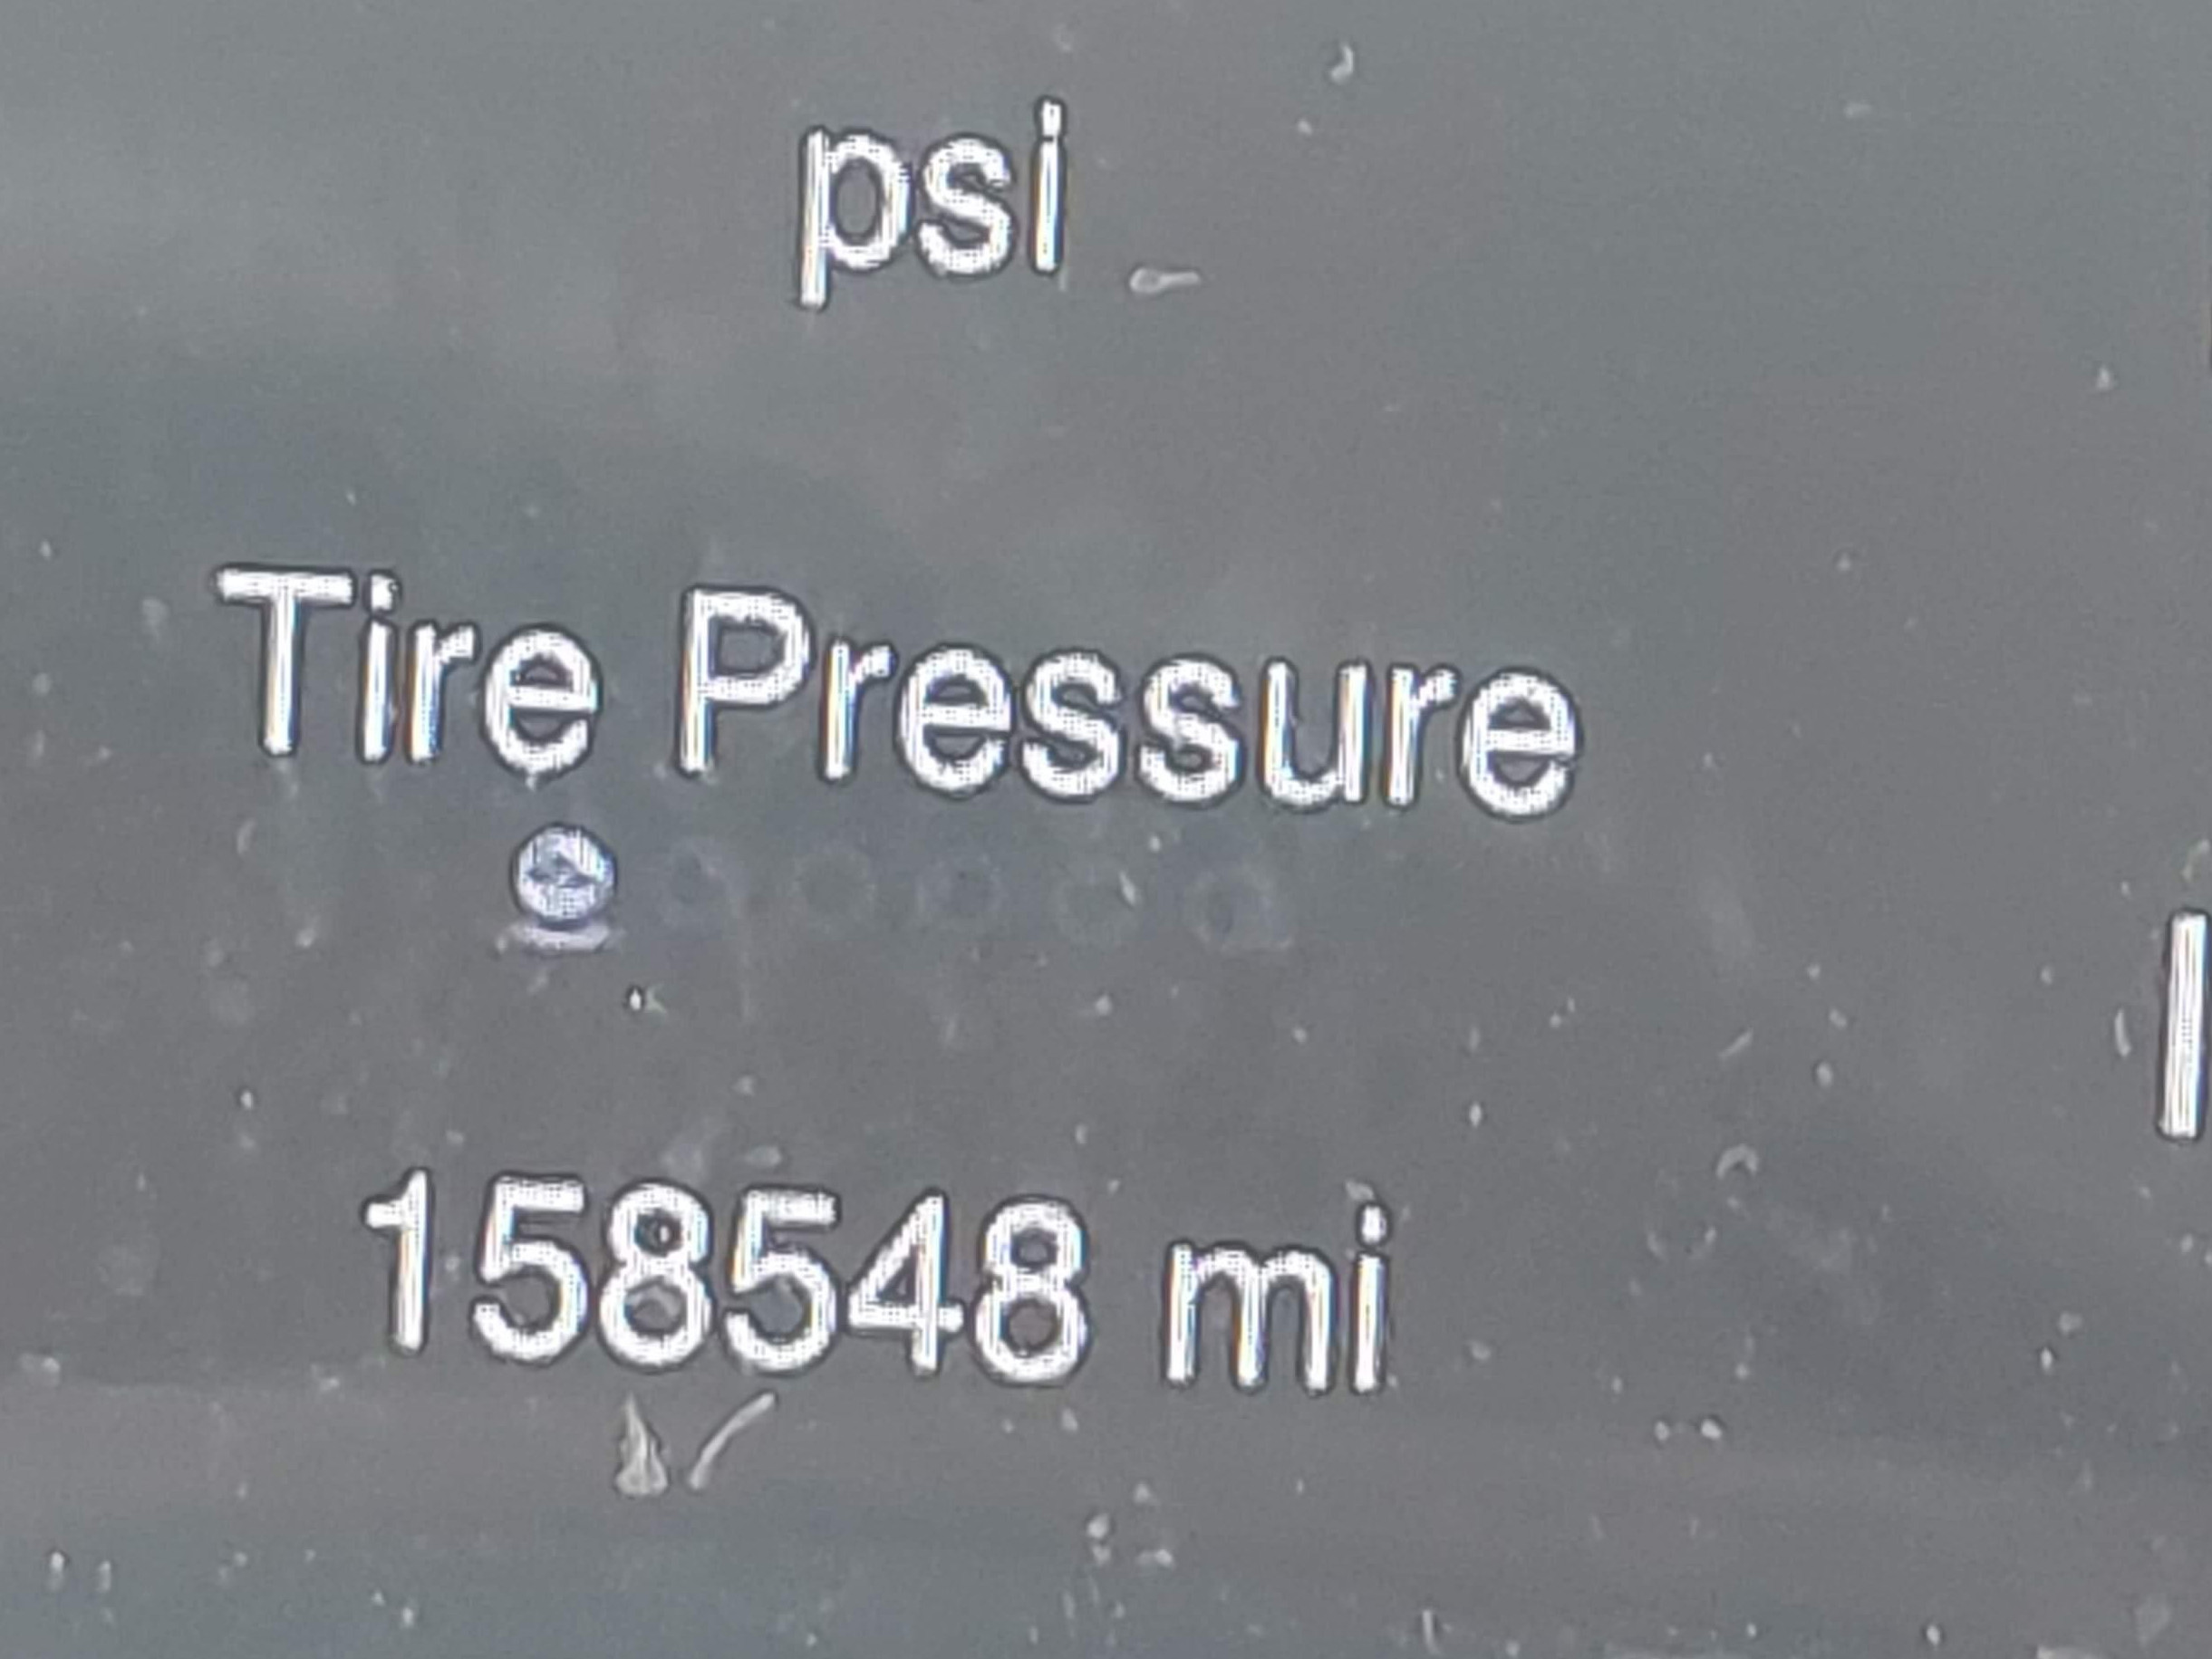 psi
Tire Pressure
158548 mi